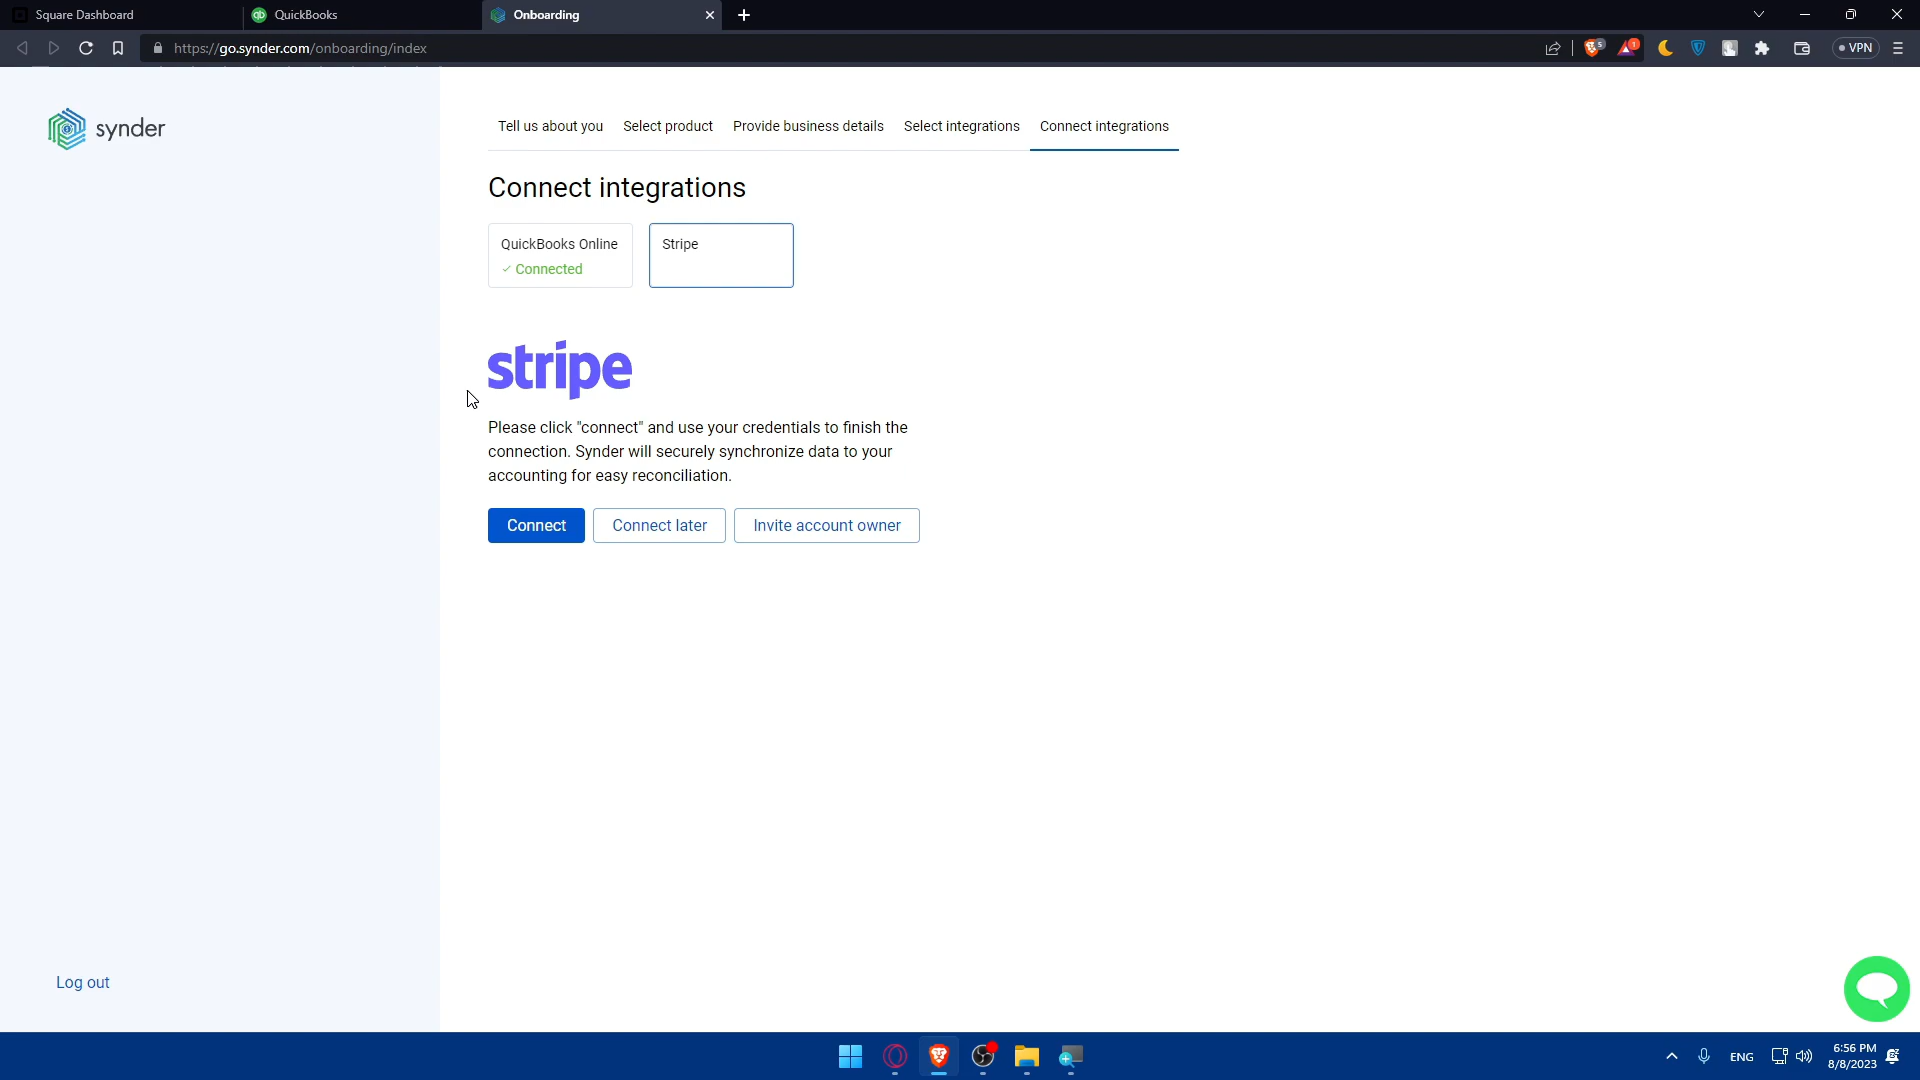 Square Dashboard
QuickBooks
Onboarding
https://go.synder.com/onboarding/index
5
1
VPN
synder
Tell us about you
Select product
Provide business details
Select integrations
Connect integrations
Connect integrations
QuickBooks Online
Connected
Stripe
stripe
Please click "connect" and use your credentials to finish the
connection. Synder will securely synchronize data to your
accounting for easy reconciliation.
Connect
Connect later
Invite account owner
Log out
ENG
6:56 PM
8/8/2023